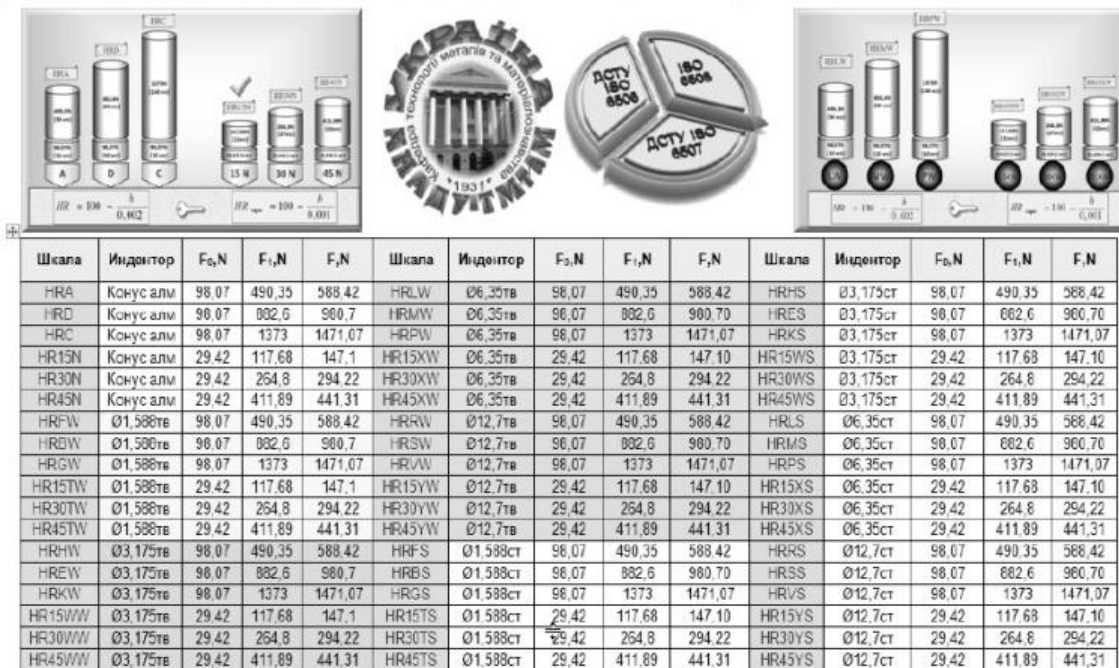 HRC
HRD
HRA
HR15N
HR30N
HR45N
A
D
C
15 N
30 N
45 N
HR = 100 - h / 0,002
HR = 100 - h / 0,001
УКРАЇНА
Кафедра технології металів та матеріалознавства
* 1931 *
ДСТУ ISO 6508
ISO 6508
ДСТУ ISO 6507
HRPW
HRMW
HRLW
HR = 100 - h / 0,002
HR = 100 - h / 0,001
Шкала Индентор F₀,N F₁,N F,N Шкала Индентор F₀,N F₁,N F,N Шкала Индентор F₀,N F₁,N F,N
HRA Конус алм 98,07 490,35 588,42 HRLW Ø6,35тв 98,07 490,35 588,42 HRHS Ø3,175ст 98,07 490,35 588,42
HRD Конус алм 98,07 882,6 980,7 HRMW Ø6,35тв 98,07 882,6 980,70 HRES Ø3,175ст 98,07 882,6 980,70
HRC Конус алм 98,07 1373 1471,07 HRPW Ø6,35тв 98,07 1373 1471,07 HRKS Ø3,175ст 98,07 1373 1471,07
HR15N Конус алм 29,42 117,68 147,1 HR15XW Ø6,35тв 29,42 117,68 147,10 HR15WS Ø3,175ст 29,42 117,68 147,10
HR30N Конус алм 29,42 264,8 294,22 HR30XW Ø6,35тв 29,42 264,8 294,22 HR30WS Ø3,175ст 29,42 264,8 294,22
HR45N Конус алм 29,42 411,89 441,31 HR45XW Ø6,35тв 29,42 411,89 441,31 HR45WS Ø3,175ст 29,42 411,89 441,31
HRFW Ø1,588тв 98,07 490,35 588,42 HRRW Ø12,7тв 98,07 490,35 588,42 HRLS Ø6,35ст 98,07 490,35 588,42
HRBW Ø1,588тв 98,07 882,6 980,7 HRSW Ø12,7тв 98,07 882,6 980,70 HRMS Ø6,35ст 98,07 882,6 980,70
HRGW Ø1,588тв 98,07 1373 1471,07 HRVW Ø12,7тв 98,07 1373 1471,07 HRPS Ø6,35ст 98,07 1373 1471,07
HR15TW Ø1,588тв 29,42 117,68 147,1 HR15YW Ø12,7тв 29,42 117,68 147,10 HR15XS Ø6,35ст 29,42 117,68 147,10
HR30TW Ø1,588тв 29,42 264,8 294,22 HR30YW Ø12,7тв 29,42 264,8 294,22 HR30XS Ø6,35ст 29,42 264,8 294,22
HR45TW Ø1,588тв 29,42 411,89 441,31 HR45YW Ø12,7тв 29,42 411,89 441,31 HR45XS Ø6,35ст 29,42 411,89 441,31
HRHW Ø3,175тв 98,07 490,35 588,42 HRFS Ø1,588ст 98,07 490,35 588,42 HRRS Ø12,7ст 98,07 490,35 588,42
HREW Ø3,175тв 98,07 882,6 980,7 HRBS Ø1,588ст 98,07 882,6 980,70 HRSS Ø12,7ст 98,07 882,6 980,70
HRKW Ø3,175тв 98,07 1373 1471,07 HRGS Ø1,588ст 98,07 1373 1471,07 HRVS Ø12,7ст 98,07 1373 1471,07
HR15WW Ø3,175тв 29,42 117,68 147,1 HR15TS Ø1,588ст 29,42 117,68 147,10 HR15YS Ø12,7ст 29,42 117,68 147,10
HR30WW Ø3,175тв 29,42 264,8 294,22 HR30TS Ø1,588ст 29,42 264,8 294,22 HR30YS Ø12,7ст 29,42 264,8 294,22
HR45WW Ø3,175тв 29,42 411,89 441,31 HR45TS Ø1,588ст 29,42 411,89 441,31 HR45YS Ø12,7ст 29,42 411,89 441,31